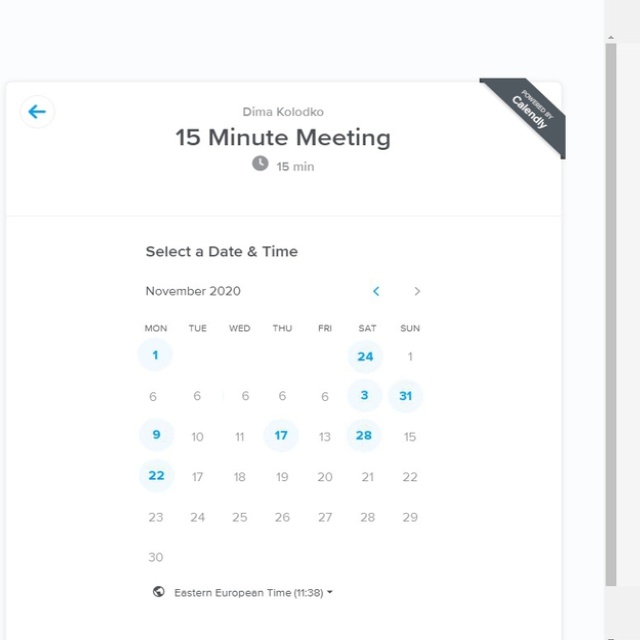 POWERED BY
Calendly
Dima Kolodko
15 Minute Meeting
15 min
Select a Date & Time
November 2020
MON TUE WED THU FRI SAT SUN
1 24 1
6 6 6 6 6 3 31
9 10 11 17 13 28 15
22 17 18 19 20 21 22
23 24 25 26 27 28 29
30
Eastern European Time (11:38)